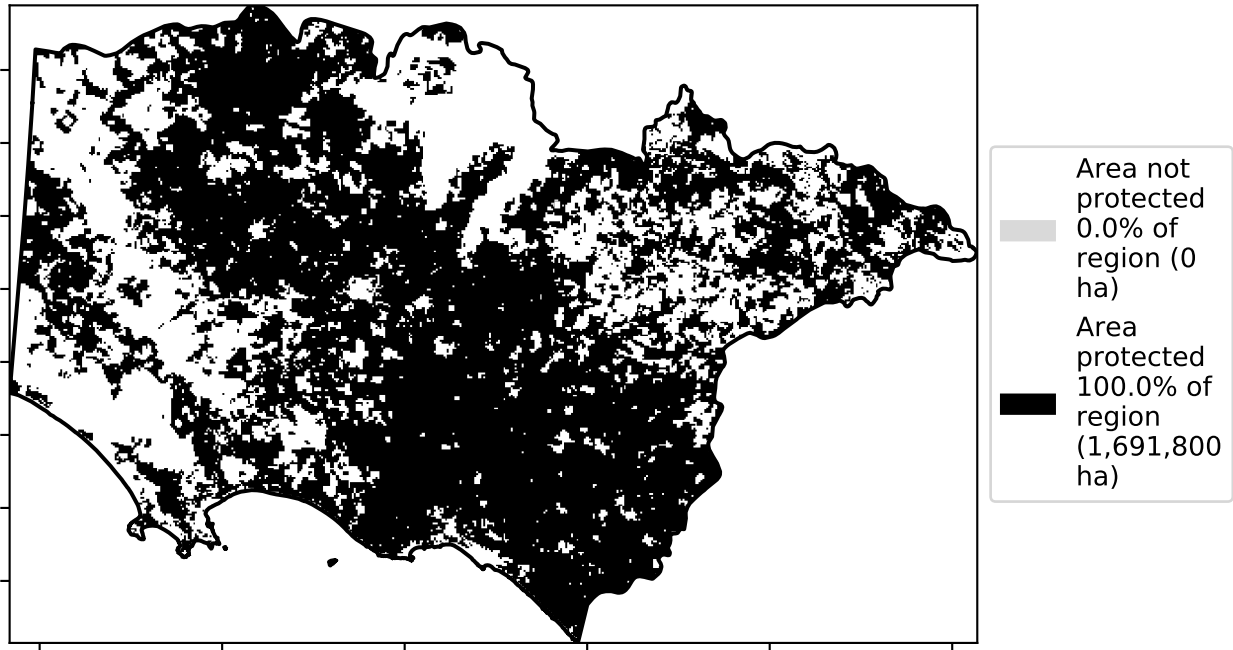 Area not
protected
0.0% of
region (0
ha)
Area
protected
100.0% of
region
(1,691,800
ha)